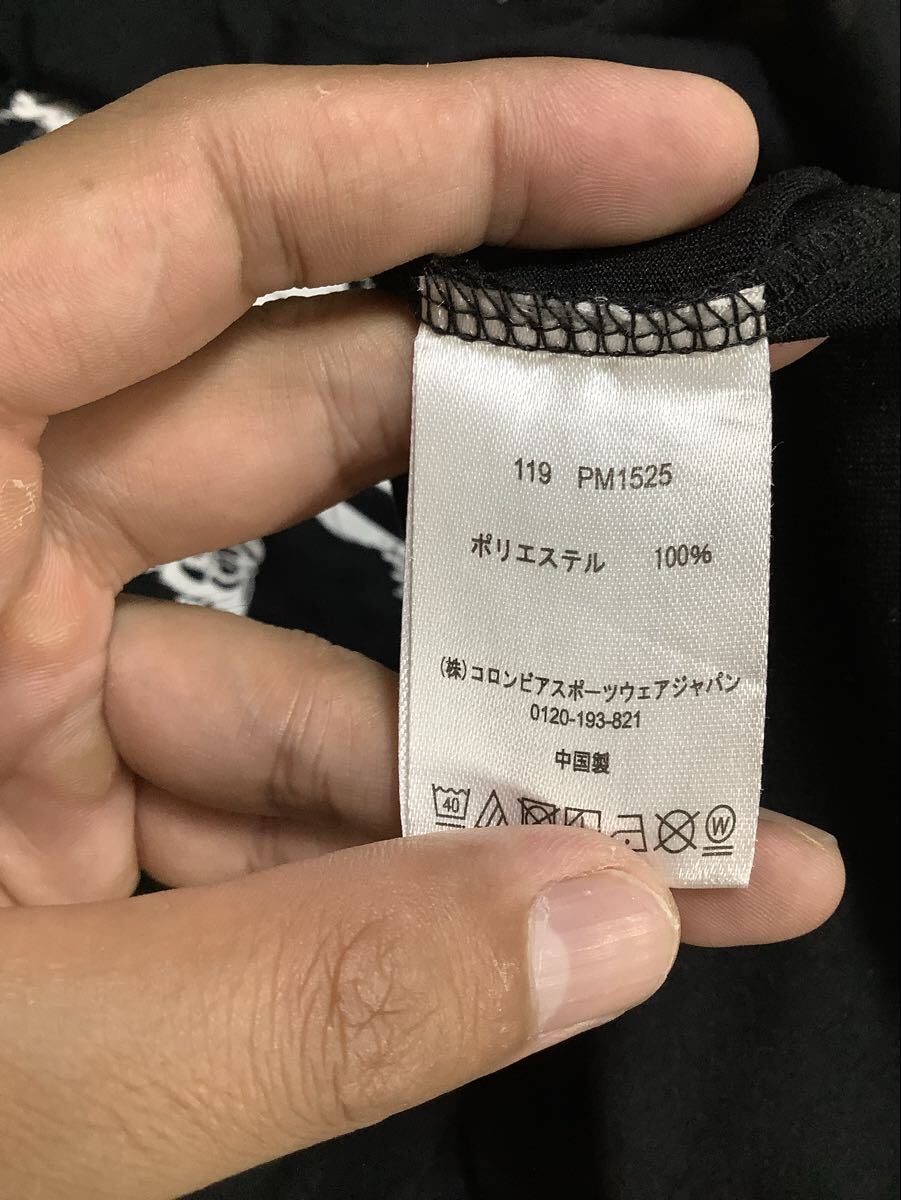 119 PM1525
ポリエステル 100%
(株)コロンビアスポーツウェアジャパン
0120-193-821
中国製
40 W